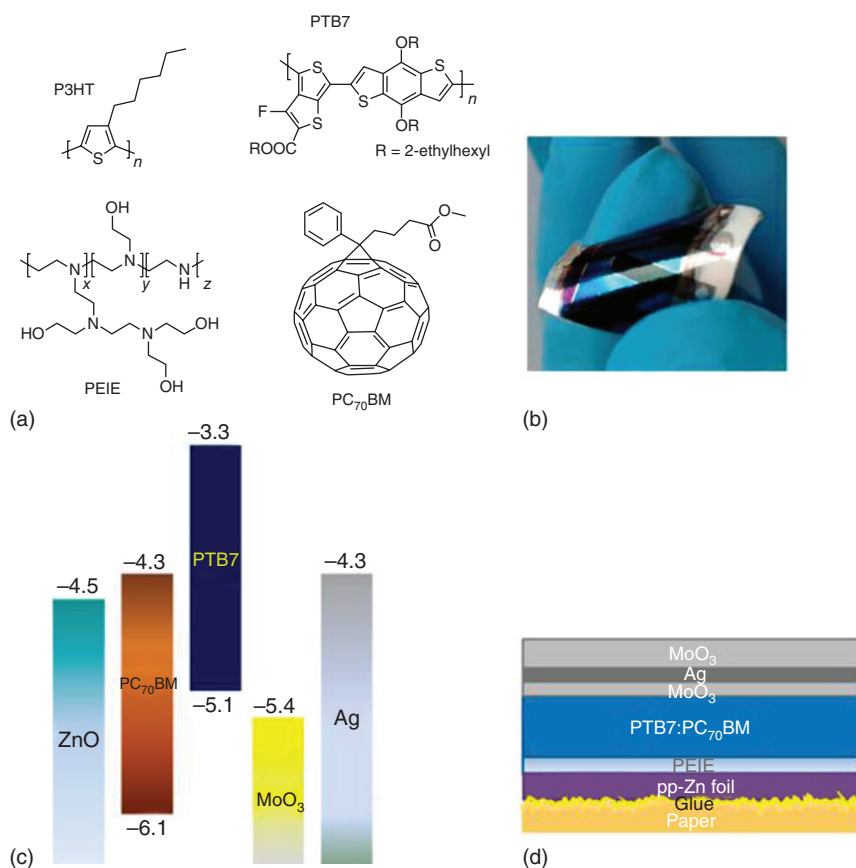 PTB7
P3HT
S
n
OR
S
S
n
F
S
S
ROOC
OR
R = 2-ethylhexyl
OH
N
x
N
y
N
H
z
N
HO
N
N
OH
OH
PEIE
O
O
PC₇₀BM
(a)
(b)
–3.3
PTB7
–5.1
–4.5
ZnO
–4.3
PC₇₀BM
–6.1
–5.4
MoO₃
–4.3
Ag
(c)
MoO₃
Ag
MoO₃
PTB7:PC₇₀BM
PEIE
pp-Zn foil
Glue
Paper
(d)